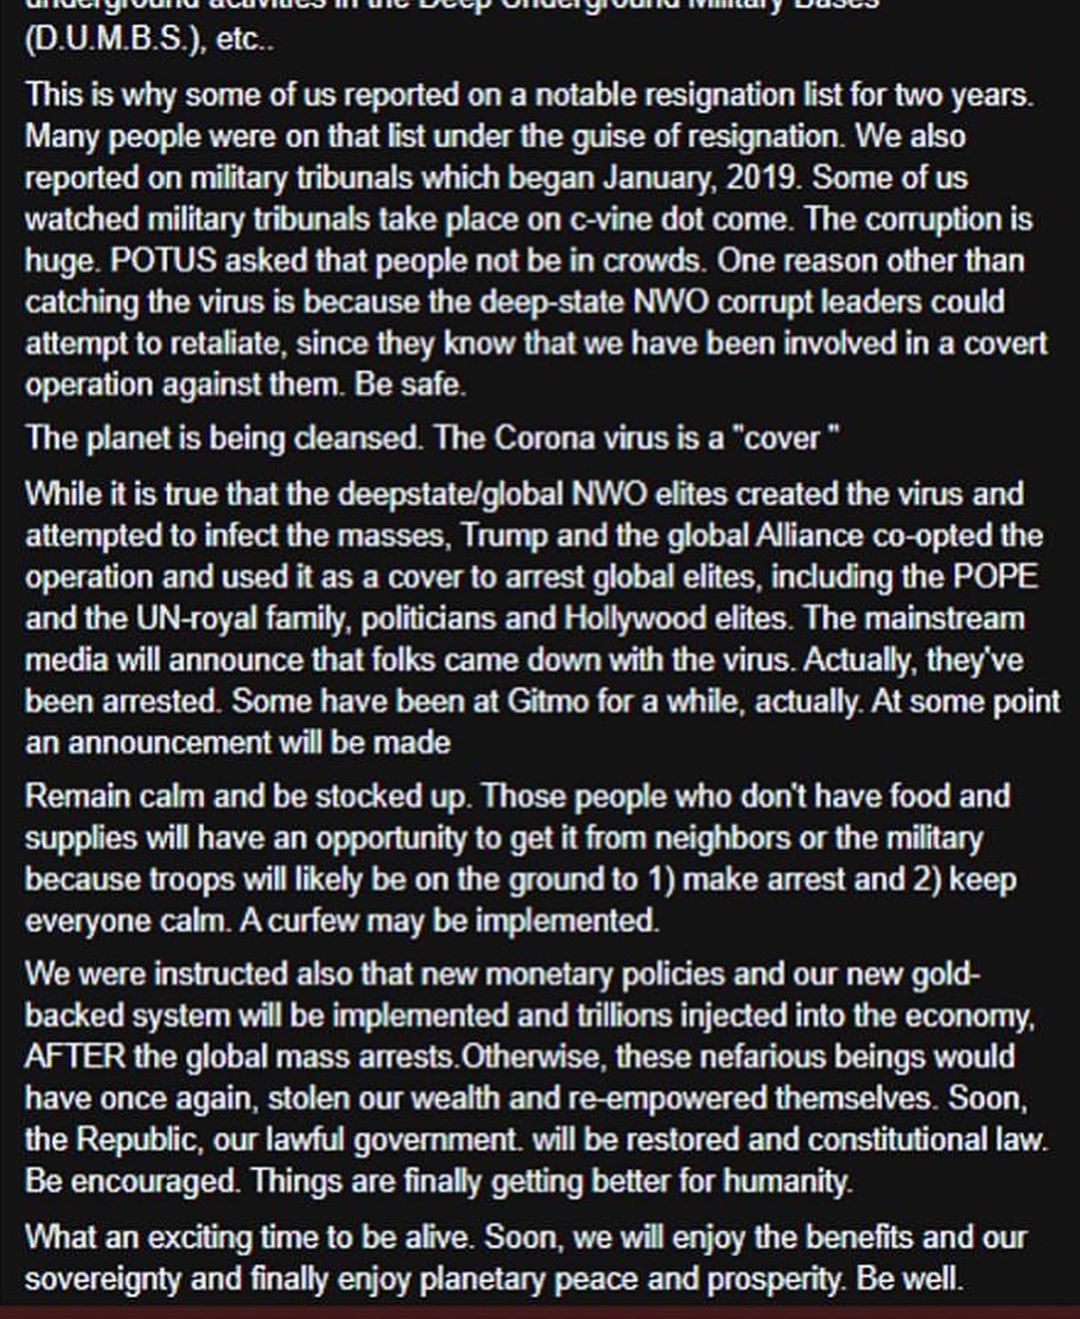 underground activities in the Deep Underground Military Bases
(D.U.M.B.S.), etc..
This is why some of us reported on a notable resignation list for two years.
Many people were on that list under the guise of resignation. We also
reported on military tribunals which began January, 2019. Some of us
watched military tribunals take place on c-vine dot come. The corruption is
huge. POTUS asked that people not be in crowds. One reason other than
catching the virus is because the deep-state NWO corrupt leaders could
attempt to retaliate, since they know that we have been involved in a covert
operation against them. Be safe.
The planet is being cleansed. The Corona virus is a "cover "
While it is true that the deepstate/global NWO elites created the virus and
attempted to infect the masses, Trump and the global Alliance co-opted the
operation and used it as a cover to arrest global elites, including the POPE
and the UN-royal family, politicians and Hollywood elites. The mainstream
media will announce that folks came down with the virus. Actually, they've
been arrested. Some have been at Gitmo for a while, actually. At some point
an announcement will be made
Remain calm and be stocked up. Those people who don't have food and
supplies will have an opportunity to get it from neighbors or the military
because troops will likely be on the ground to 1) make arrest and 2) keep
everyone calm. A curfew may be implemented.
We were instructed also that new monetary policies and our new gold-
backed system will be implemented and trillions injected into the economy,
AFTER the global mass arrests.Otherwise, these nefarious beings would
have once again, stolen our wealth and re-empowered themselves. Soon,
the Republic, our lawful government. will be restored and constitutional law.
Be encouraged. Things are finally getting better for humanity.
What an exciting time to be alive. Soon, we will enjoy the benefits and our
sovereignty and finally enjoy planetary peace and prosperity. Be well.